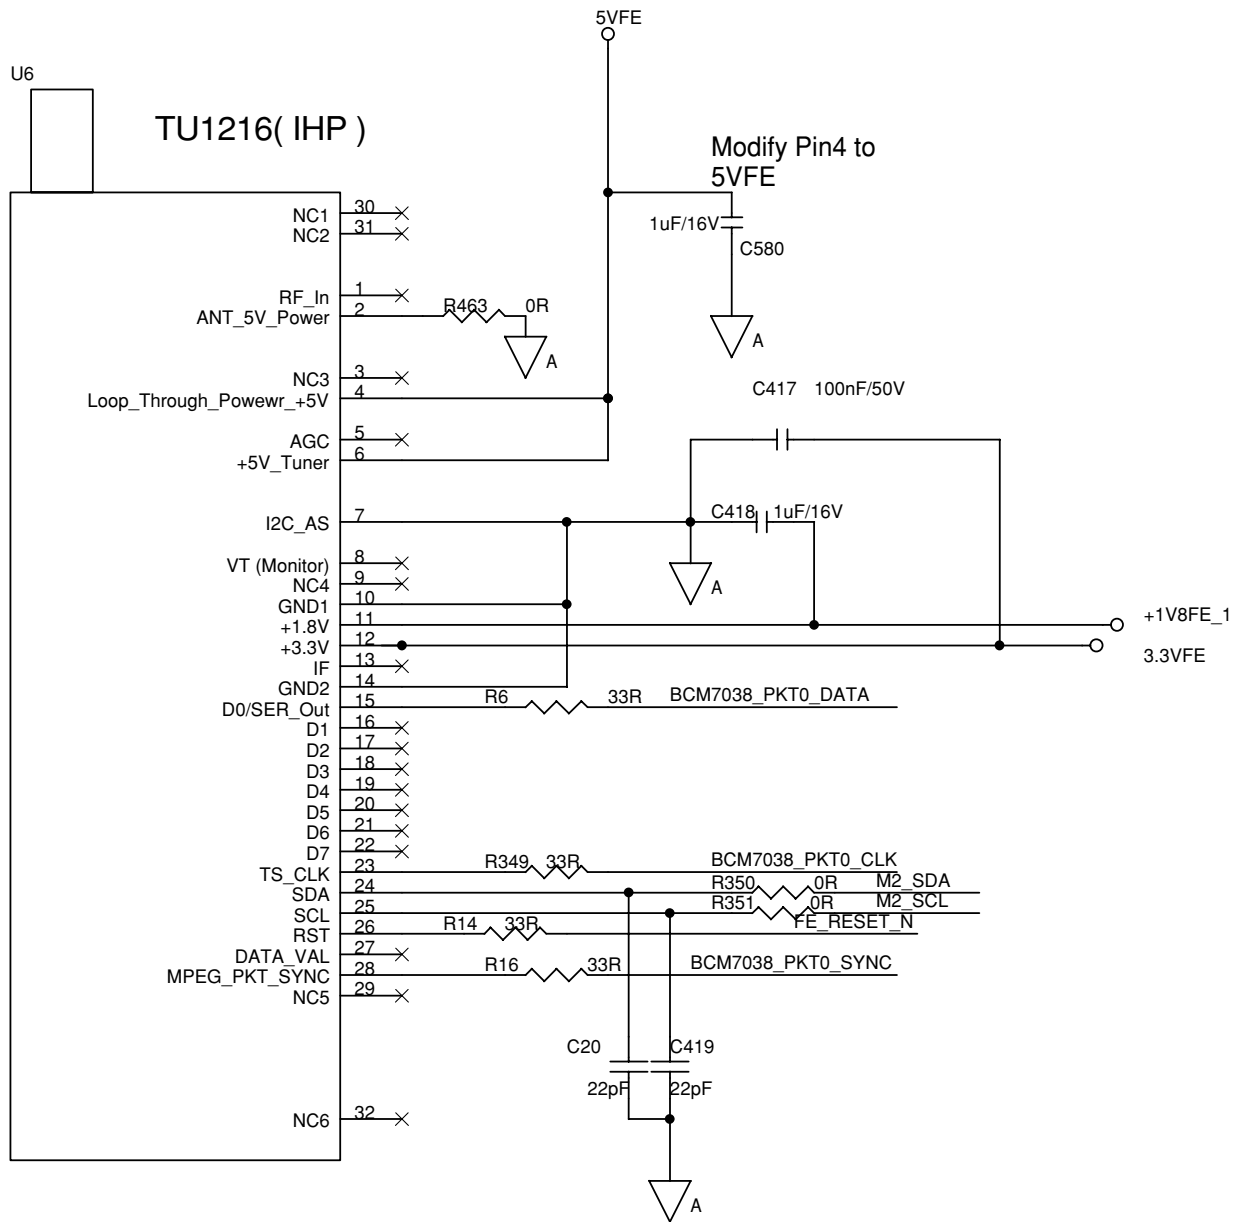 5VFE
U6
TU1216( IHP )
Modify Pin4 to
5VFE
1uF/16V
C580
A
NC1 30
NC2 31
RF_In 1
ANT_5V_Power 2 R463 0R
A
NC3 3
Loop_Through_Powewr_+5V 4
C417 100nF/50V
AGC 5
+5V_Tuner 6
I2C_AS 7
C418 1uF/16V
A
VT (Monitor) 8
NC4 9
GND1 10
+1.8V 11 +1V8FE_1
+3.3V 12 3.3VFE
IF 13
GND2 14
D0/SER_Out 15 R6 33R BCM7038_PKT0_DATA
D1 16
D2 17
D3 18
D4 19
D5 20
D6 21
D7 22
TS_CLK 23 R349 33R BCM7038_PKT0_CLK
SDA 24 R350 0R M2_SDA
SCL 25 R351 0R M2_SCL
RST 26 R14 33R FE_RESET_N
DATA_VAL 27
MPEG_PKT_SYNC 28 R16 33R BCM7038_PKT0_SYNC
NC5 29
C20 C419
22pF 22pF
NC6 32
A